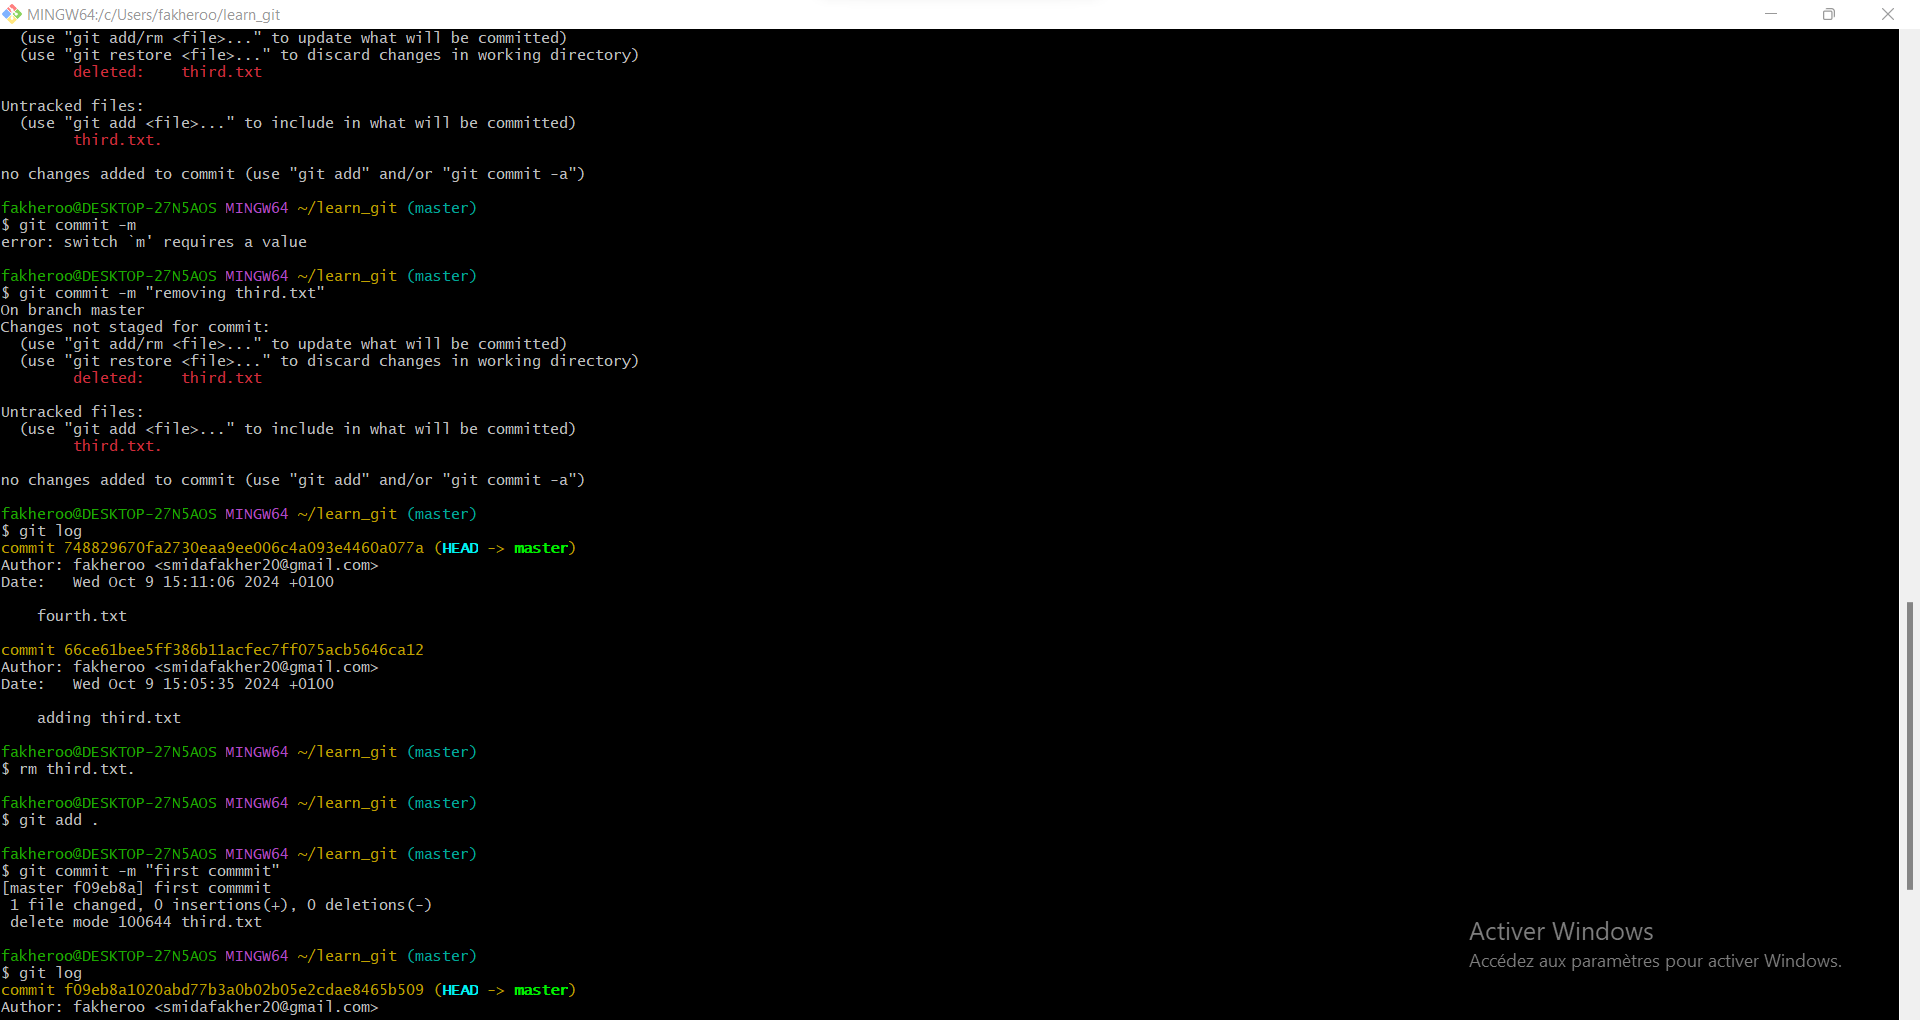 MINGW64:/c/Users/fakheroo/learn_git
  (use "git add/rm <file>..." to update what will be committed)
  (use "git restore <file>..." to discard changes in working directory)
        deleted:    third.txt

Untracked files:
  (use "git add <file>..." to include in what will be committed)
        third.txt.

no changes added to commit (use "git add" and/or "git commit -a")

fakheroo@DESKTOP-27N5AOS MINGW64 ~/learn_git (master)
$ git commit -m
error: switch `m' requires a value

fakheroo@DESKTOP-27N5AOS MINGW64 ~/learn_git (master)
$ git commit -m "removing third.txt"
On branch master
Changes not staged for commit:
  (use "git add/rm <file>..." to update what will be committed)
  (use "git restore <file>..." to discard changes in working directory)
        deleted:    third.txt

Untracked files:
  (use "git add <file>..." to include in what will be committed)
        third.txt.

no changes added to commit (use "git add" and/or "git commit -a")

fakheroo@DESKTOP-27N5AOS MINGW64 ~/learn_git (master)
$ git log
commit 748829670fa2730eaa9ee006c4a093e4460a077a (HEAD -> master)
Author: fakheroo <smidafakher20@gmail.com>
Date:   Wed Oct 9 15:11:06 2024 +0100

    fourth.txt

commit 66ce61bee5ff386b11acfec7ff075acb5646ca12
Author: fakheroo <smidafakher20@gmail.com>
Date:   Wed Oct 9 15:05:35 2024 +0100

    adding third.txt

fakheroo@DESKTOP-27N5AOS MINGW64 ~/learn_git (master)
$ rm third.txt.

fakheroo@DESKTOP-27N5AOS MINGW64 ~/learn_git (master)
$ git add .

fakheroo@DESKTOP-27N5AOS MINGW64 ~/learn_git (master)
$ git commit -m "first commmit"
[master f09eb8a] first commmit
 1 file changed, 0 insertions(+), 0 deletions(-)
 delete mode 100644 third.txt

fakheroo@DESKTOP-27N5AOS MINGW64 ~/learn_git (master)
$ git log
commit f09eb8a1020abd77b3a0b02b05e2cdae8465b509 (HEAD -> master)
Author: fakheroo <smidafakher20@gmail.com>
Activer Windows
Accédez aux paramètres pour activer Windows.